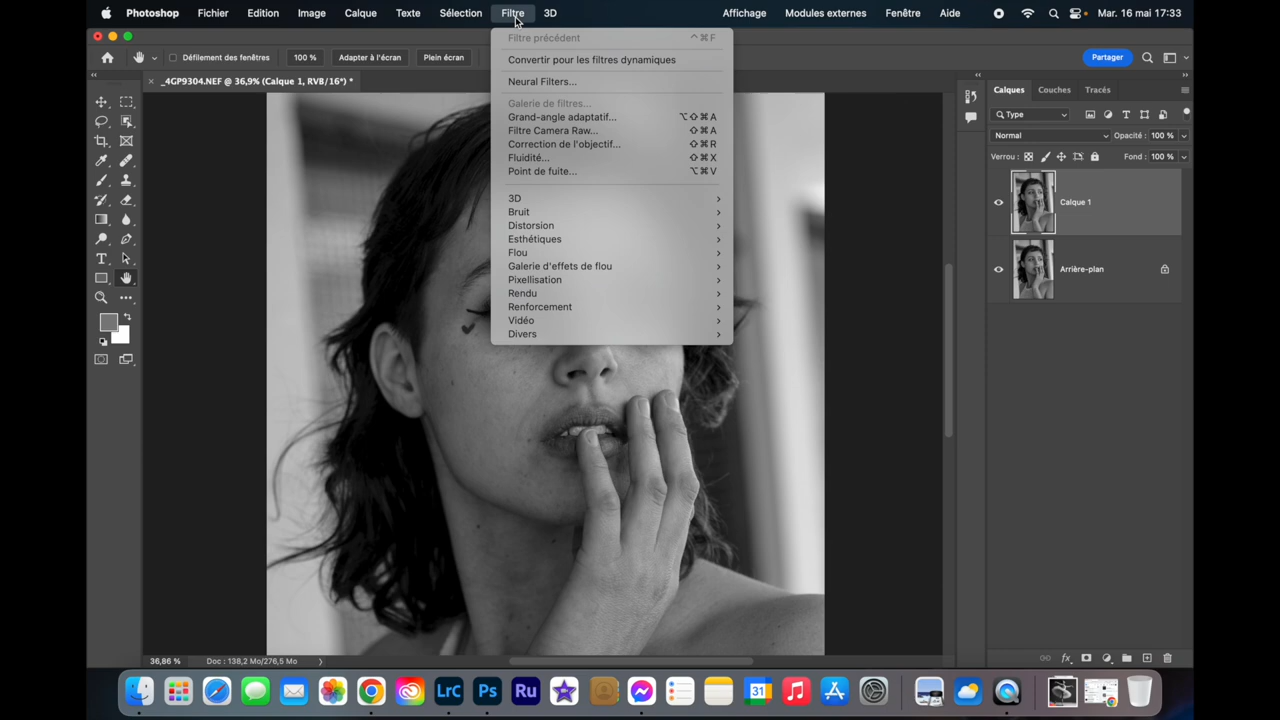 Photoshop Fichier Edition Image Calque Texte Sélection Filtre 3D Affichage Modules externes Fenêtre Aide Mar. 16 mai 17:33
Défilement des fenêtres 100 % Adapter à l'écran Plein écran Partager
_4GP9304.NEF @ 36,9% (Calque 1, RVB/16*) *
Filtre précédent ^⌘F
Convertir pour les filtres dynamiques
Neural Filters...
Galerie de filtres...
Grand-angle adaptatif... ⌥⇧⌘A
Filtre Camera Raw... ⇧⌘A
Correction de l'objectif... ⇧⌘R
Fluidité... ⇧⌘X
Point de fuite... ⌥⌘V
3D
Bruit
Distorsion
Esthétiques
Flou
Galerie d'effets de flou
Pixellisation
Rendu
Renforcement
Vidéo
Divers
Calques Couches Tracés
Type
Normal Opacité : 100 %
Verrou : Fond : 100 %
Calque 1
Arrière-plan
fx
36,86 % Doc : 138,2 Mo/276,5 Mo
LrC Ps Ru 31